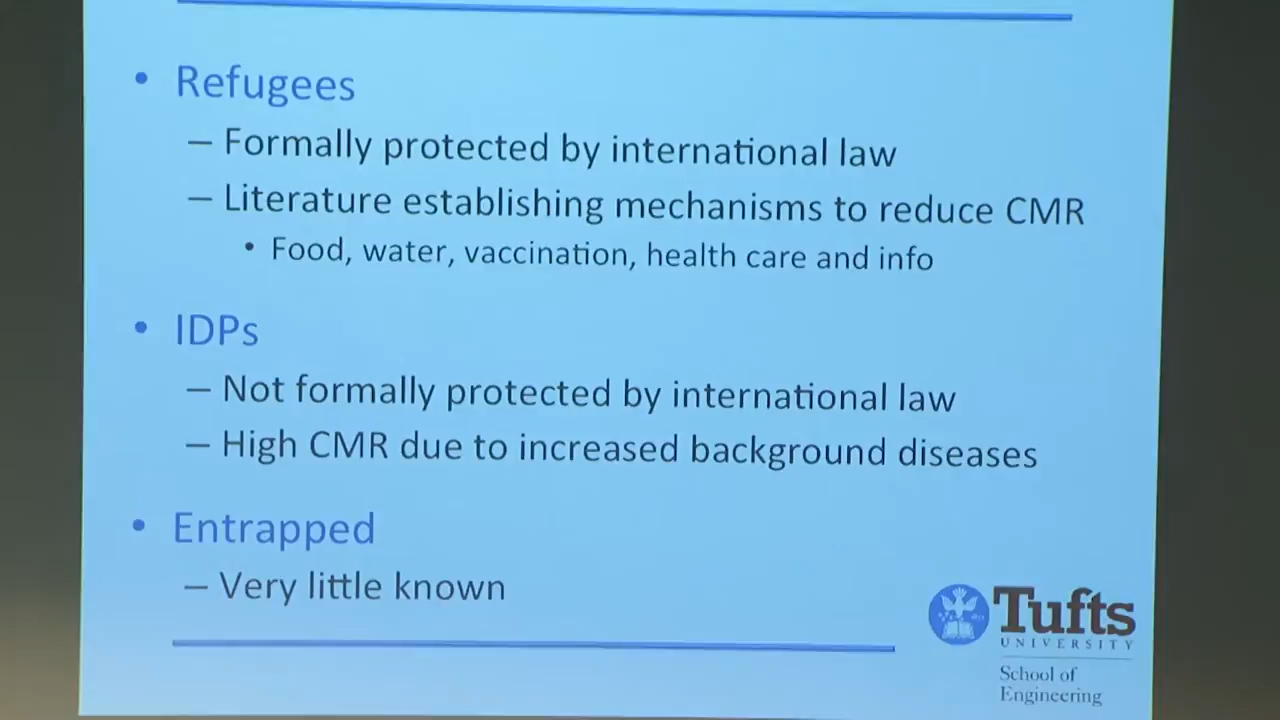 • Refugees
– Formally protected by international law
– Literature establishing mechanisms to reduce CMR
• Food, water, vaccination, health care and info
• IDPs
– Not formally protected by international law
– High CMR due to increased background diseases
• Entrapped
– Very little known
Tufts
UNIVERSITY
School of
Engineering